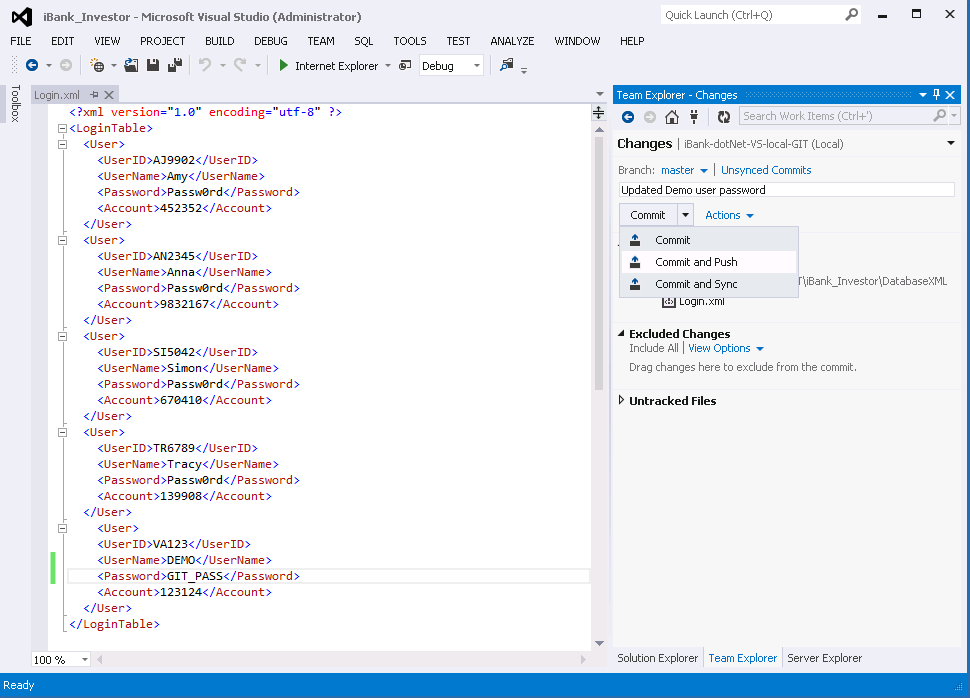 iBank_Investor - Microsoft Visual Studio (Administrator)
Quick Launch (Ctrl+Q)
FILE EDIT VIEW PROJECT BUILD DEBUG TEAM SQL TOOLS TEST ANALYZE WINDOW HELP
Internet Explorer Debug
Toolbox
Login.xml
<?xml version="1.0" encoding="utf-8" ?>
<LoginTable>
<User>
<UserID>AJ9902</UserID>
<UserName>Amy</UserName>
<Password>Passw0rd</Password>
<Account>452352</Account>
</User>
<User>
<UserID>AN2345</UserID>
<UserName>Anna</UserName>
<Password>Passw0rd</Password>
<Account>9832167</Account>
</User>
<User>
<UserID>SI5042</UserID>
<UserName>Simon</UserName>
<Password>Passw0rd</Password>
<Account>670410</Account>
</User>
<User>
<UserID>TR6789</UserID>
<UserName>Tracy</UserName>
<Password>Passw0rd</Password>
<Account>139908</Account>
</User>
<User>
<UserID>VA123</UserID>
<UserName>DEMO</UserName>
<Password>GIT_PASS</Password>
<Account>123124</Account>
</User>
</LoginTable>
100 %
Team Explorer - Changes
Search Work Items (Ctrl+')
Changes | iBank-dotNet-VS-local-GIT (Local)
Branch: master | Unsynced Commits
Updated Demo user password
Commit Actions
Commit
Commit and Push
Commit and Sync
T\iBank_Investor\DatabaseXML
Login.xml
Excluded Changes
Include All | View Options
Drag changes here to exclude from the commit.
Untracked Files
Solution Explorer Team Explorer Server Explorer
Ready